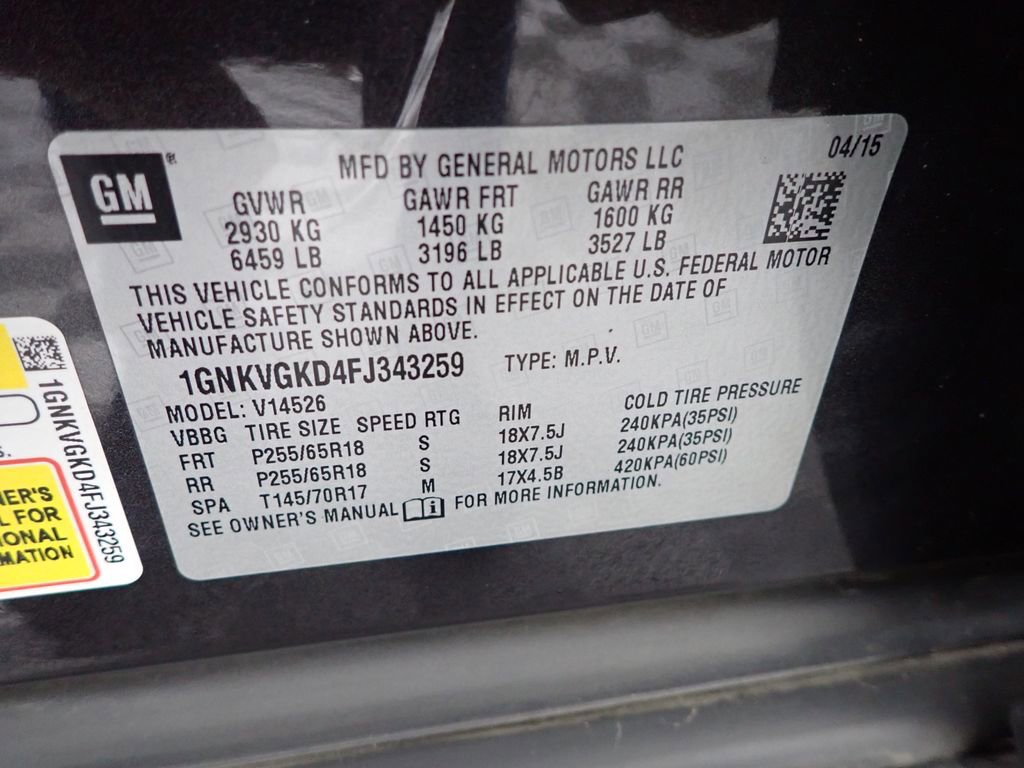 GM
®
MFD BY GENERAL MOTORS LLC
04/15
GVWR GAWR FRT GAWR RR
2930 KG 1450 KG 1600 KG
6459 LB 3196 LB 3527 LB
THIS VEHICLE CONFORMS TO ALL APPLICABLE U.S. FEDERAL MOTOR
VEHICLE SAFETY STANDARDS IN EFFECT ON THE DATE OF
MANUFACTURE SHOWN ABOVE.
1GNKVGKD4FJ343259 TYPE: M.P.V.
MODEL: V14526
VBBG TIRE SIZE SPEED RTG RIM COLD TIRE PRESSURE
FRT P255/65R18 S 18X7.5J 240KPA(35PSI)
RR P255/65R18 S 18X7.5J 240KPA(35PSI)
SPA T145/70R17 M 17X4.5B 420KPA(60PSI)
SEE OWNER'S MANUAL i FOR MORE INFORMATION.
1GNKVGKD4FJ343259
S.
NER'S
L FOR
IONAL
MATION